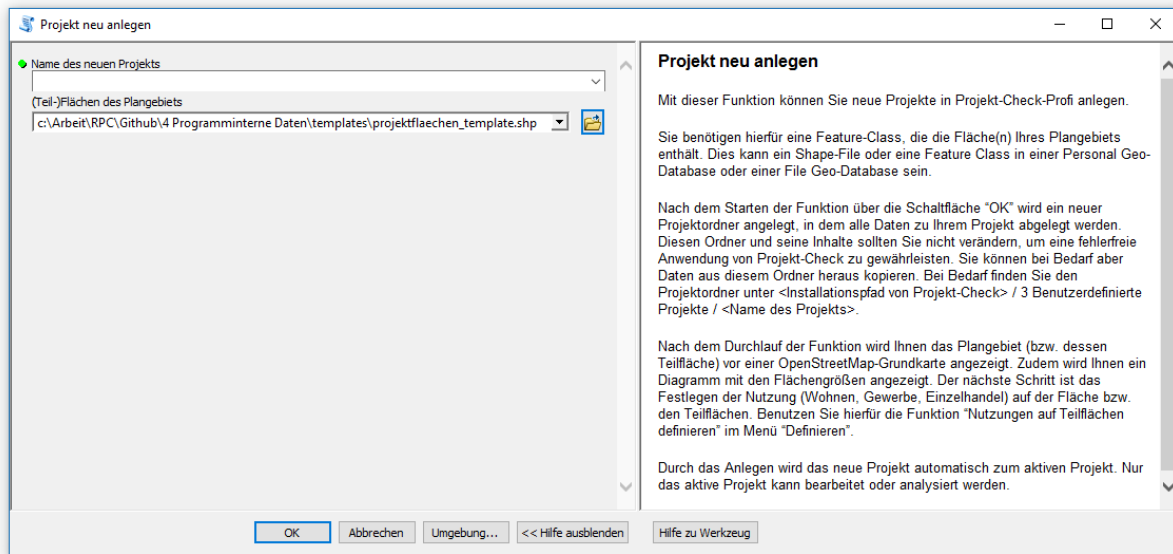 Projekt neu anlegen
Name des neuen Projekts
(Teil-)Flächen des Plangebiets
c:\Arbeit\RPC\Github\4 Programminterne Daten\templates\projektflaechen_template.shp
Projekt neu anlegen
Mit dieser Funktion können Sie neue Projekte in Projekt-Check-Profi anlegen.
Sie benötigen hierfür eine Feature-Class, die die Fläche(n) Ihres Plangebiets
enthält. Dies kann ein Shape-File oder eine Feature Class in einer Personal Geo-
Database oder einer File Geo-Database sein.
Nach dem Starten der Funktion über die Schaltfläche “OK” wird ein neuer
Projektordner angelegt, in dem alle Daten zu Ihrem Projekt abgelegt werden.
Diesen Ordner und seine Inhalte sollten Sie nicht verändern, um eine fehlerfreie
Anwendung von Projekt-Check zu gewährleisten. Sie können bei Bedarf aber
Daten aus diesem Ordner heraus kopieren. Bei Bedarf finden Sie den
Projektordner unter <Installationspfad von Projekt-Check> / 3 Benutzerdefinierte
Projekte / <Name des Projekts>.
Nach dem Durchlauf der Funktion wird Ihnen das Plangebiet (bzw. dessen
Teilfläche) vor einer OpenStreetMap-Grundkarte angezeigt. Zudem wird Ihnen ein
Diagramm mit den Flächengrößen angezeigt. Der nächste Schritt ist das
Festlegen der Nutzung (Wohnen, Gewerbe, Einzelhandel) auf der Fläche bzw.
den Teilflächen. Benutzen Sie hierfür die Funktion “Nutzungen auf Teilflächen
definieren” im Menü “Definieren”.
Durch das Anlegen wird das neue Projekt automatisch zum aktiven Projekt. Nur
das aktive Projekt kann bearbeitet oder analysiert werden.
OK Abbrechen Umgebung... << Hilfe ausblenden Hilfe zu Werkzeug